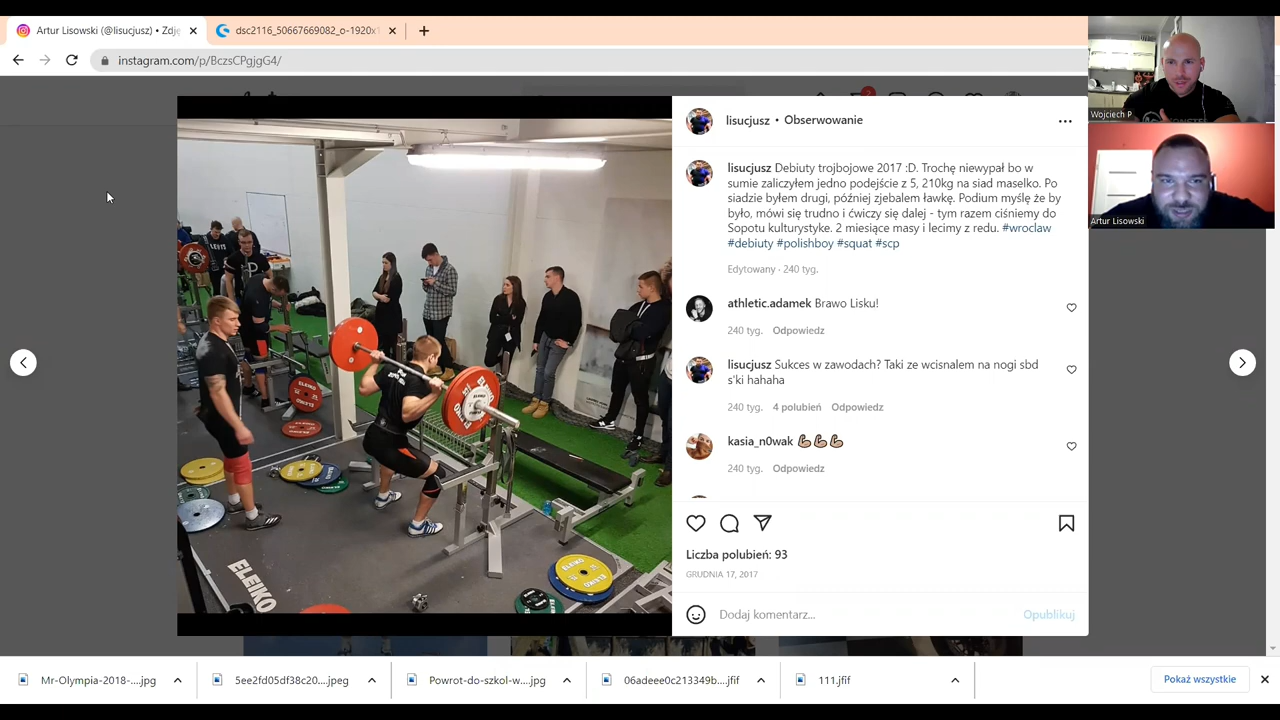 Artur Lisowski (@lisucjusz) • Zdję
dsc2116_50667669082_o-1920x1
instagram.com/p/BczsCPgjgG4/
Wojciech P
Artur Lisowski
lisucjusz • Obserwowanie
lisucjusz Debiuty trojbojowe 2017 :D. Trochę niewypał bo w
sumie zaliczyłem jedno podejście z 5, 210kg na siad maselko. Po
siadzie byłem drugi, później zjebalem ławkę. Podium myślę że by
było, mówi się trudno i ćwiczy się dalej - tym razem ciśniemy do
Sopotu kulturystyke. 2 miesiące masy i lecimy z redu. #wroclaw
#debiuty #polishboy #squat #scp
Edytowany · 240 tyg.
athletic.adamek Brawo Lisku!
240 tyg. Odpowiedz
lisucjusz Sukces w zawodach? Taki ze wcisnalem na nogi sbd
s'ki hahaha
240 tyg. 4 polubień Odpowiedz
kasia_n0wak 💪🏼💪🏼💪🏼
240 tyg. Odpowiedz
Liczba polubień: 93
GRUDNIA 17, 2017
Dodaj komentarz...
Opublikuj
ELEIKO
ELEIKO
ELEIKO
Mr-Olympia-2018-....jpg
5ee2fd05df38c20....jpeg
Powrot-do-szkol-w....jpg
06adeee0c213349b....jfif
111.jfif
Pokaż wszystkie